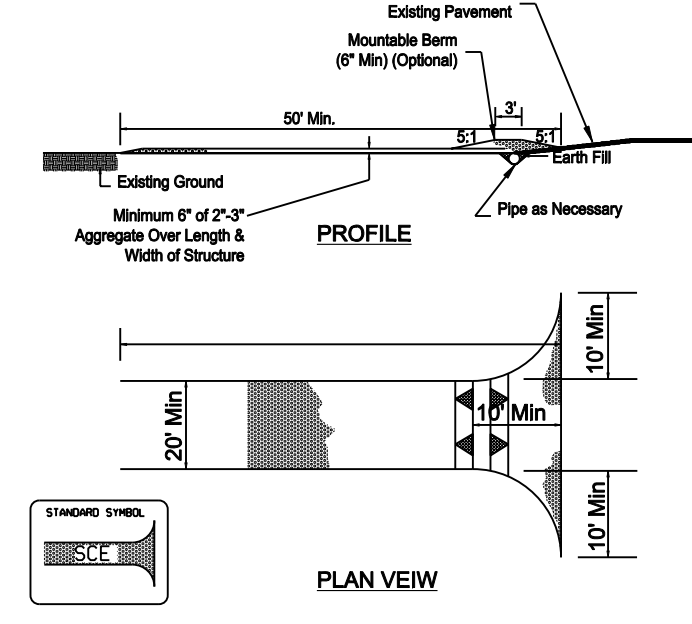 Existing Pavement
Mountable Berm
(6" Min) (Optional)
3'
50' Min.
5:1
5:1
Earth Fill
Existing Ground
Pipe as Necessary
Minimum 6" of 2"-3"
Aggregate Over Length &
Width of Structure
PROFILE
10' Min
20' Min
10' Min
10' Min
STANDARD SYMBOL
SCE
PLAN VEIW